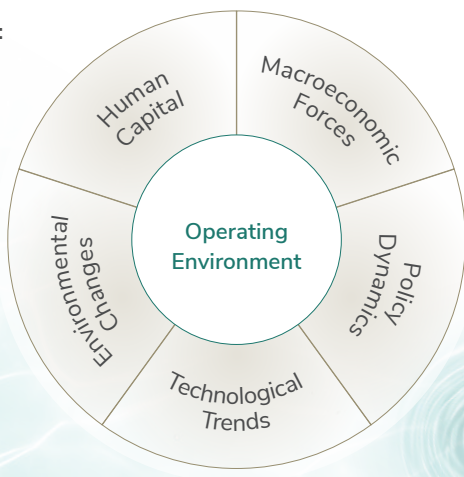 :
Human
Capital
Macroeconomic
Forces
Operating
Environment
Environmental
Changes
Policy
Dynamics
Technological
Trends